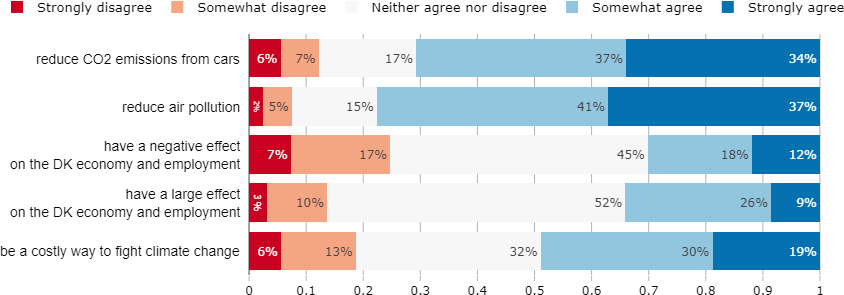 Strongly disagree Somewhat disagree Neither agree nor disagree Somewhat agree Strongly agree
reduce CO2 emissions from cars 6% 7% 17% 37% 34%
reduce air pollution 2% 5% 15% 41% 37%
have a negative effect
on the DK economy and employment 7% 17% 45% 18% 12%
have a large effect
on the DK economy and employment 3% 10% 52% 26% 9%
be a costly way to fight climate change 6% 13% 32% 30% 19%
0 0.1 0.2 0.3 0.4 0.5 0.6 0.7 0.8 0.9 1